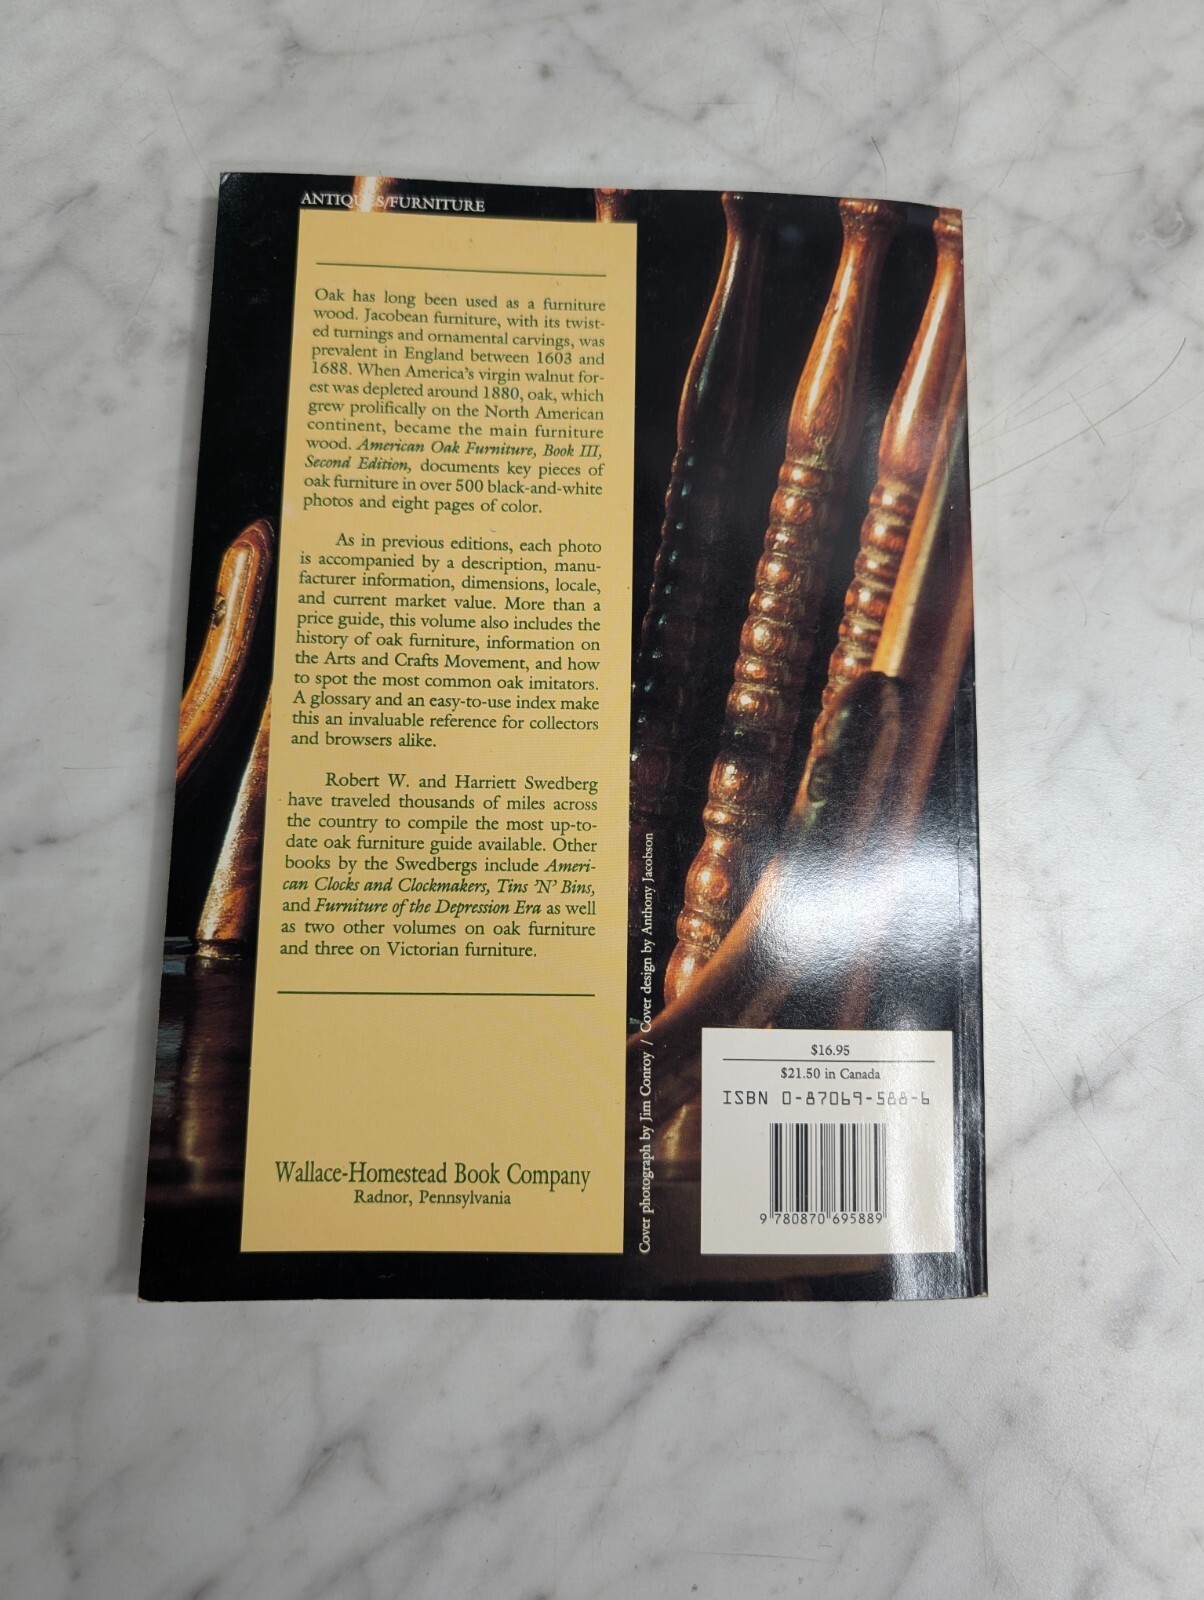 ANTIQUES/FURNITURE
Oak has long been used as a furniture
wood. Jacobean furniture, with its twist-
ed turnings and ornamental carvings, was
prevalent in England between 1603 and
1688. When America's virgin walnut for-
est was depleted around 1880, oak, which
grew prolifically on the North American
continent, became the main furniture
wood. American Oak Furniture, Book III,
Second Edition, documents key pieces of
oak furniture in over 500 black-and-white
photos and eight pages of color.
As in previous editions, each photo
is accompanied by a description, manu-
facturer information, dimensions, locale,
and current market value. More than a
price guide, this volume also includes the
history of oak furniture, information on
the Arts and Crafts Movement, and how
to spot the most common oak imitators.
A glossary and an easy-to-use index make
this an invaluable reference for collectors
and browsers alike.
Robert W. and Harriett Swedberg
have traveled thousands of miles across
the country to compile the most up-to-
date oak furniture guide available. Other
books by the Swedbergs include Ameri-
can Clocks and Clockmakers, Tins 'N' Bins,
and Furniture of the Depression Era as well
as two other volumes on oak furniture
and three on Victorian furniture.
Wallace-Homestead Book Company
Radnor, Pennsylvania
Cover photograph by Jim Conroy / Cover design by Anthony Jacobson
$16.95
$21.50 in Canada
ISBN 0-87069-588-6
9 780870 695889